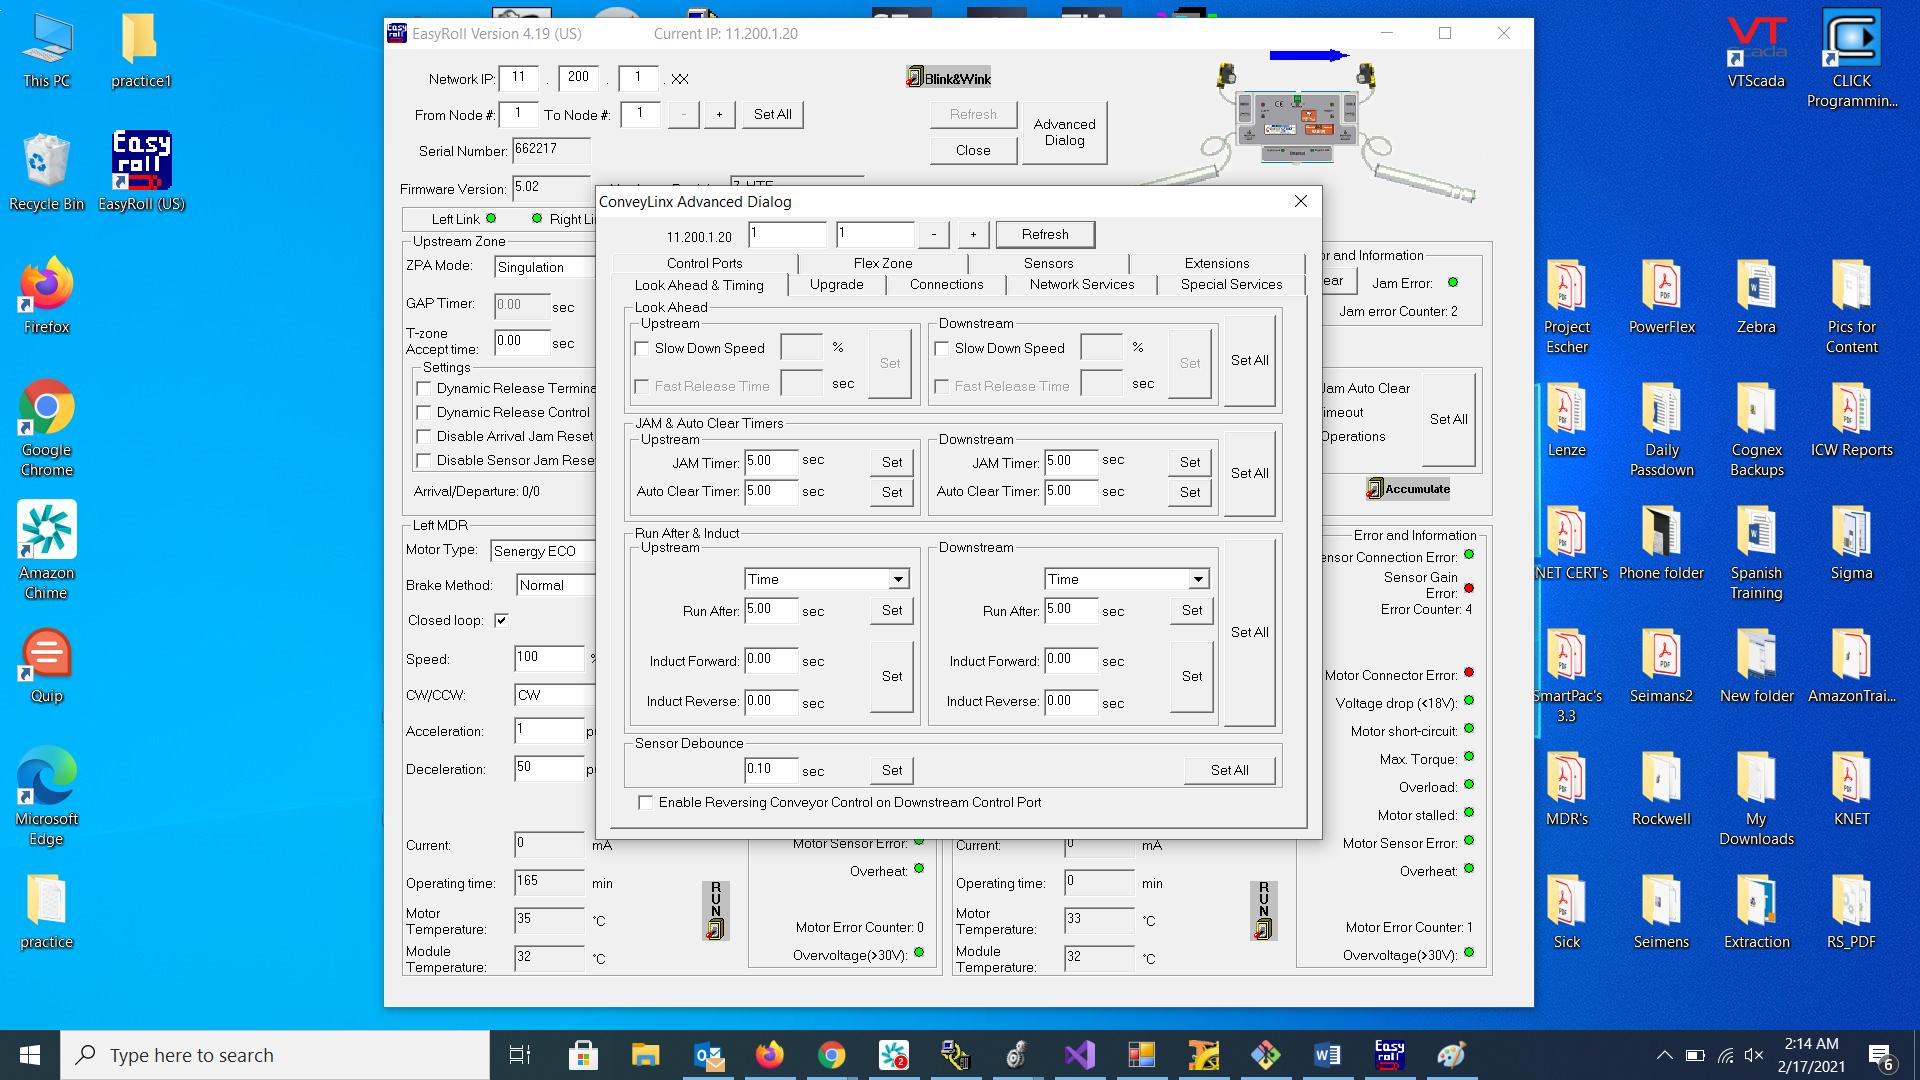 This PC
practice1
Recycle Bin
Easy roll
EasyRoll (US)
Firefox
Google Chrome
Amazon Chime
Quip
Microsoft Edge
practice
EasyRoll Version 4.19 (US)
Current IP: 11.200.1.20
Network IP: 11 . 200 . 1 . XX
Blink&Wink
From Node #: 1 To Node #: 1 - + Set All
Refresh
Advanced Dialog
Serial Number: 662217
Close
Firmware Version: 5.02
Left Link
Upstream Zone
ZPA Mode: Singulation
GAP Timer: 0.00 sec
T-zone Accept time: 0.00 sec
Settings
Dynamic Release Control
Disable Arrival Jam Reset
Arrival/Departure: 0/0
Left MDR
Motor Type: Senergy ECO
Brake Method: Normal
Closed loop:
Speed: 100 %
CW/CCW: CW
Acceleration: 1
Deceleration: 50
Current: 0 mA
Operating time: 165 min
Motor Temperature: 35 °C
Module Temperature: 32 °C
RUN
Motor Sensor Error:
Overheat:
Motor Error Counter: 0
Overvoltage(>30V):
ConveyLinx Advanced Dialog
11.200.1.20 1 1 - + Refresh
Control Ports Flex Zone Sensors Extensions
Look Ahead & Timing Upgrade Connections Network Services Special Services
Look Ahead
Upstream
Slow Down Speed % Set
Fast Release Time sec
Downstream
Slow Down Speed % Set
Fast Release Time sec
Set All
JAM & Auto Clear Timers
Upstream
JAM Timer: 5.00 sec Set
Auto Clear Timer: 5.00 sec Set
Downstream
JAM Timer: 5.00 sec Set
Auto Clear Timer: 5.00 sec Set
Set All
Run After & Induct
Upstream
Time
Run After: 5.00 sec Set
Induct Forward: 0.00 sec Set
Induct Reverse: 0.00 sec
Downstream
Time
Run After: 5.00 sec Set
Induct Forward: 0.00 sec Set
Induct Reverse: 0.00 sec
Set All
Sensor Debounce
0.10 sec Set Set All
Enable Reversing Conveyor Control on Downstream Control Port
Current: 0 mA
Operating time: 0 min
Motor Temperature: 33 °C
Module Temperature: 32 °C
RUN
and Information
Jam Error:
Jam error Counter: 2
Jam Auto Clear
Operations
Set All
Accumulate
Error and Information
Connection Error:
Sensor Gain Error:
Error Counter: 4
Motor Connector Error:
Voltage drop (<18V):
Motor short-circuit:
Max. Torque:
Overload:
Motor stalled:
Motor Sensor Error:
Overheat:
Motor Error Counter: 1
Overvoltage(>30V):
VTScada
CLICK Programmin...
Project Escher
PowerFlex
Zebra
Pics for Content
Lenze
Daily Passdown
Cognex Backups
ICW Reports
NET CERT's
Phone folder
Spanish Training
Sigma
SmartPac's 3.3
Seimans2
New folder
AmazonTrai...
MDR's
Rockwell
My Downloads
KNET
Sick
Seimens
Extraction
RS_PDF
Type here to search
2
Easy roll
2:14 AM
2/17/2021
6